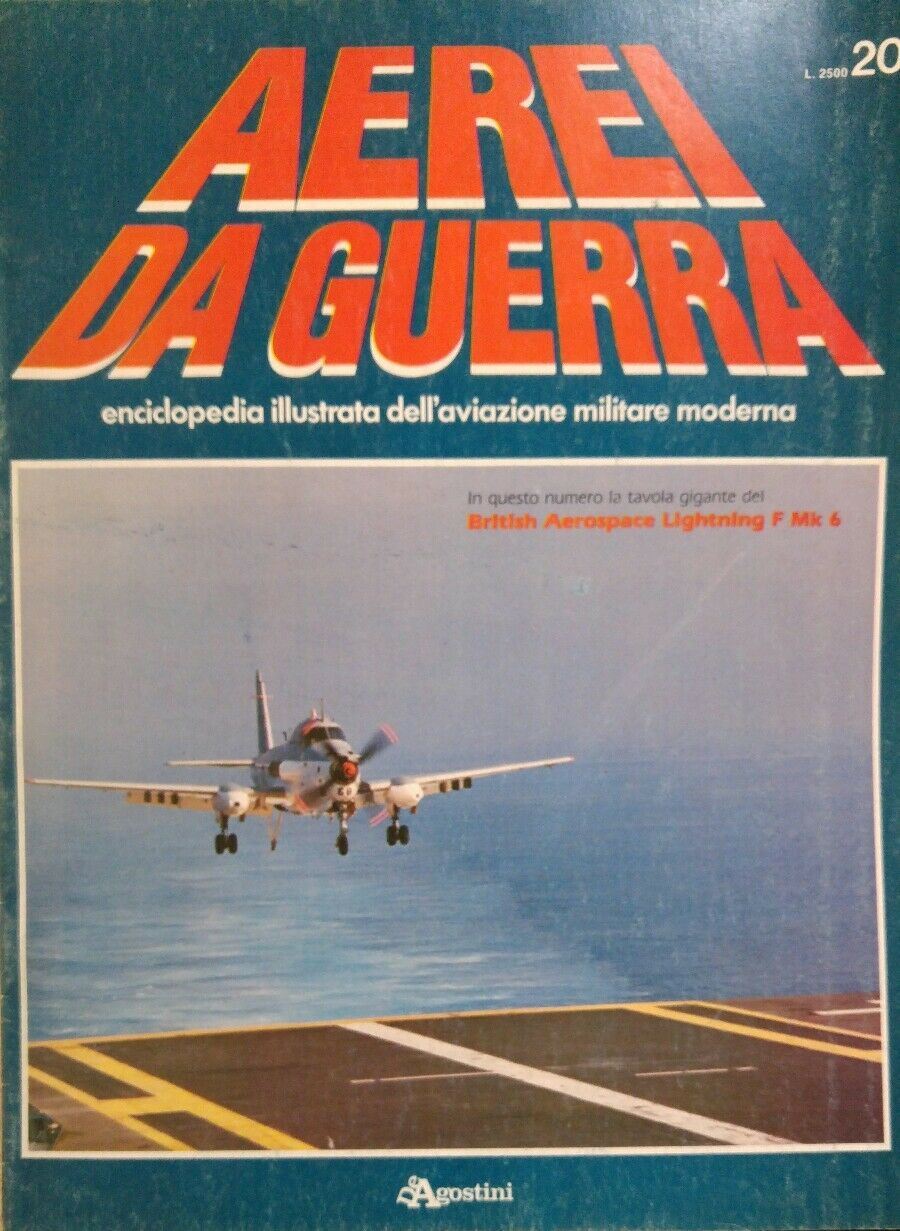 L. 2500 20
AEREI
DA GUERRA
enciclopedia illustrata dell'aviazione militare moderna
In questo numero la tavola gigante del
British Aerospace Lightning F Mk 6
DeAgostini